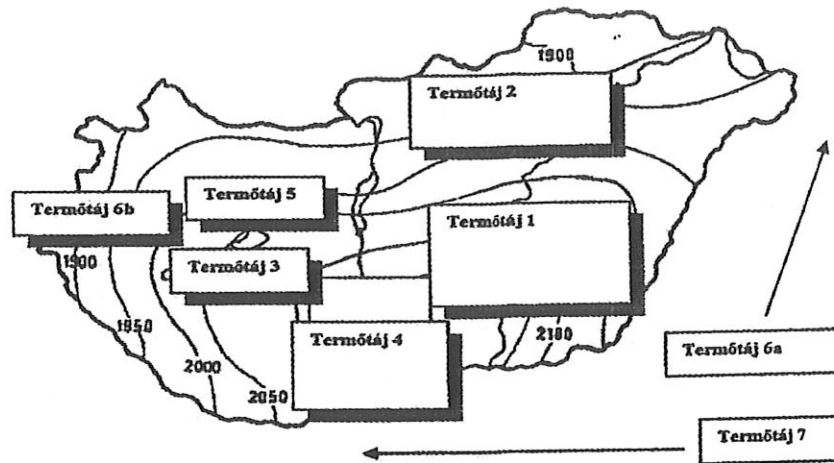 1900
Termőtáj 2
Termőtáj 5
Termőtáj 6b
Termőtáj 1
Termőtáj 3
1900
1950
Termőtáj 4
2100
2000
Termőtáj 6a
2050
Termőtáj 7